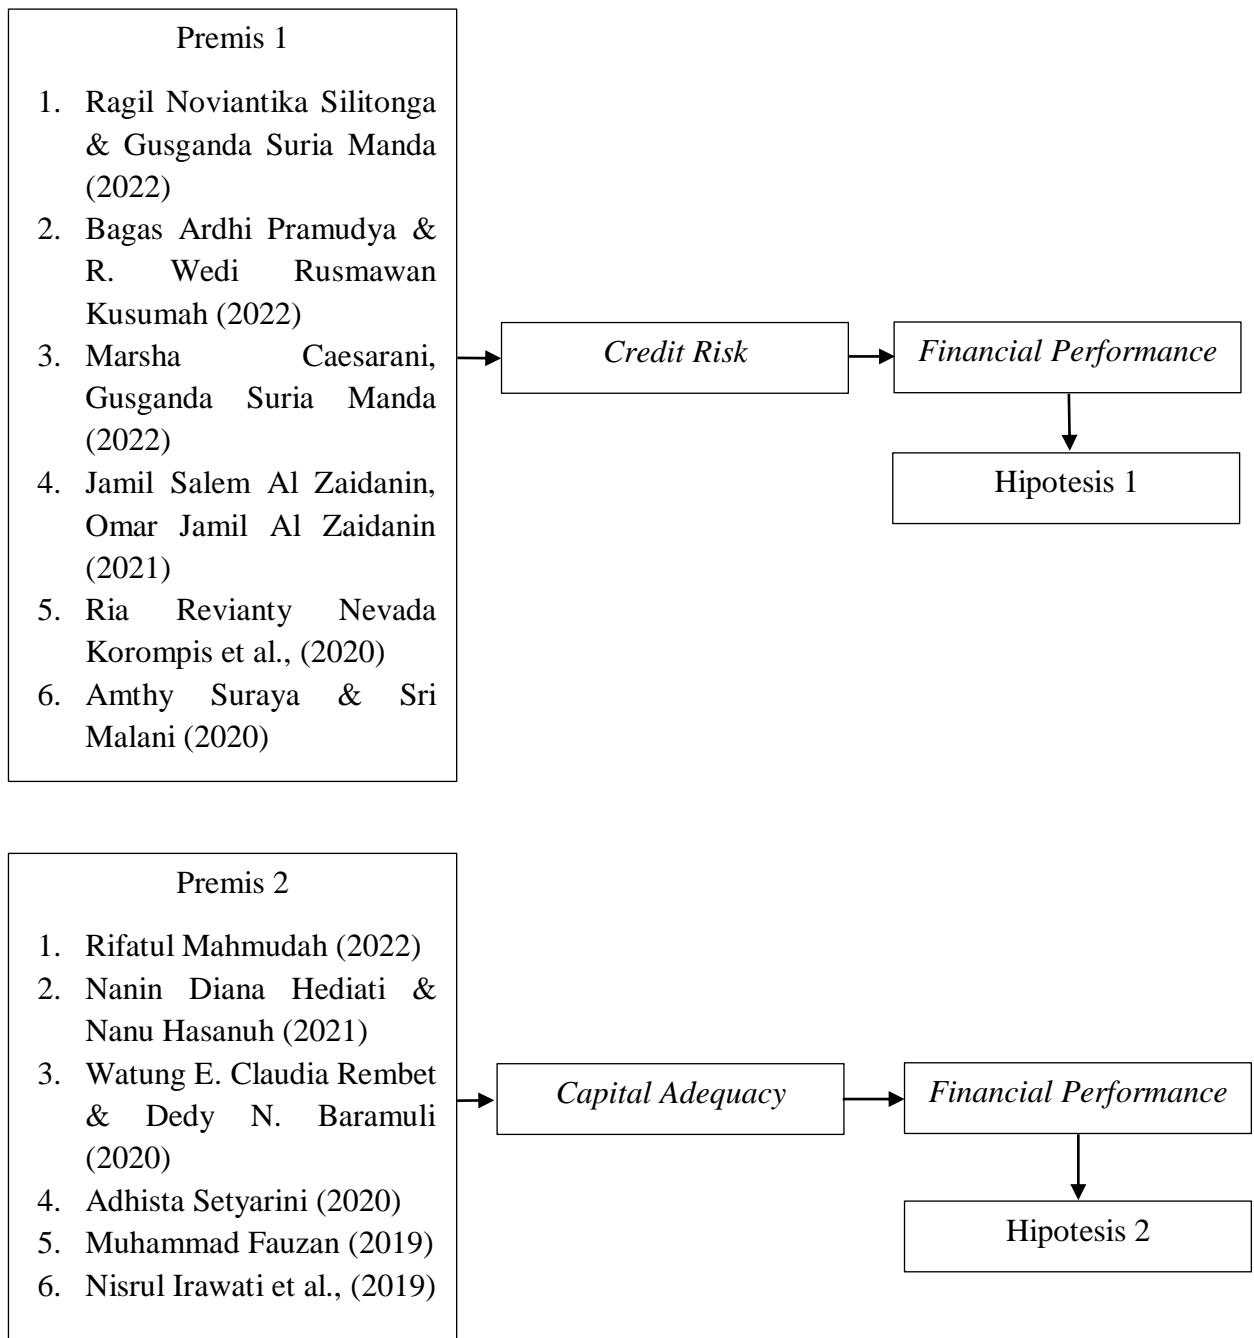 Premis 1
1. Ragil Noviantika Silitonga
& Gusganda Suria Manda
(2022)
2. Bagas Ardhi Pramudya &
R. Wedi Rusmawan
Kusumah (2022)
3. Marsha Caesarani,
Gusganda Suria Manda
(2022)
4. Jamil Salem Al Zaidanin,
Omar Jamil Al Zaidanin
(2021)
5. Ria Revianty Nevada
Korompis et al., (2020)
6. Amthy Suraya & Sri
Malani (2020)
Credit Risk
Financial Performance
Hipotesis 1
Premis 2
1. Rifatul Mahmudah (2022)
2. Nanin Diana Hediati &
Nanu Hasanuh (2021)
3. Watung E. Claudia Rembet
& Dedy N. Baramuli
(2020)
4. Adhista Setyarini (2020)
5. Muhammad Fauzan (2019)
6. Nisrul Irawati et al., (2019)
Capital Adequacy
Financial Performance
Hipotesis 2